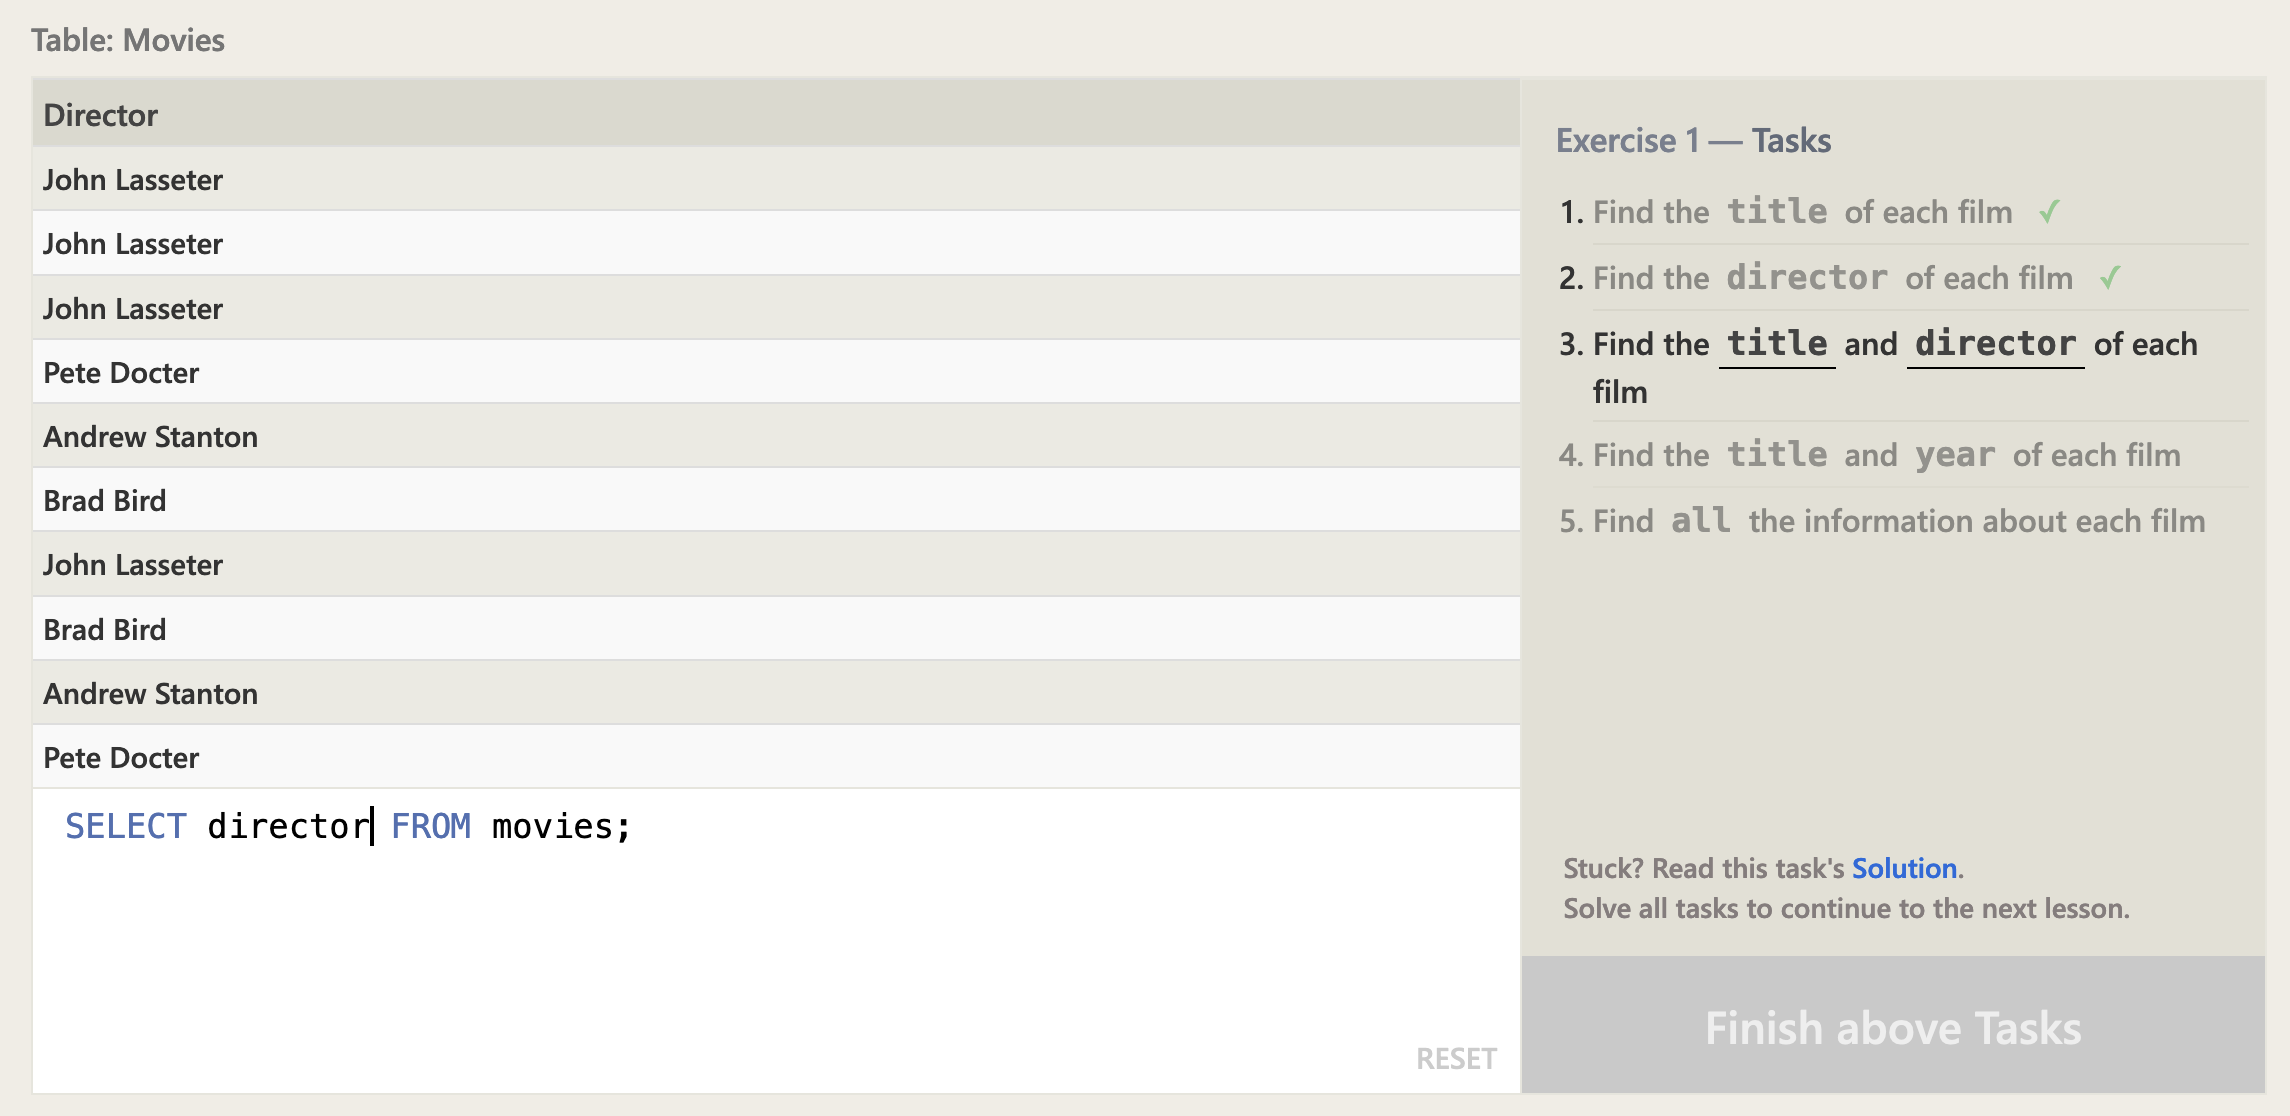 Table: Movies
Director
John Lasseter
John Lasseter
John Lasseter
Pete Docter
Andrew Stanton
Brad Bird
John Lasseter
Brad Bird
Andrew Stanton
Pete Docter
SELECT director FROM movies;
RESET
Exercise 1 — Tasks
1. Find the title of each film ✓
2. Find the director of each film ✓
3. Find the title and director of each
film
4. Find the title and year of each film
5. Find all the information about each film
Stuck? Read this task's Solution.
Solve all tasks to continue to the next lesson.
Finish above Tasks